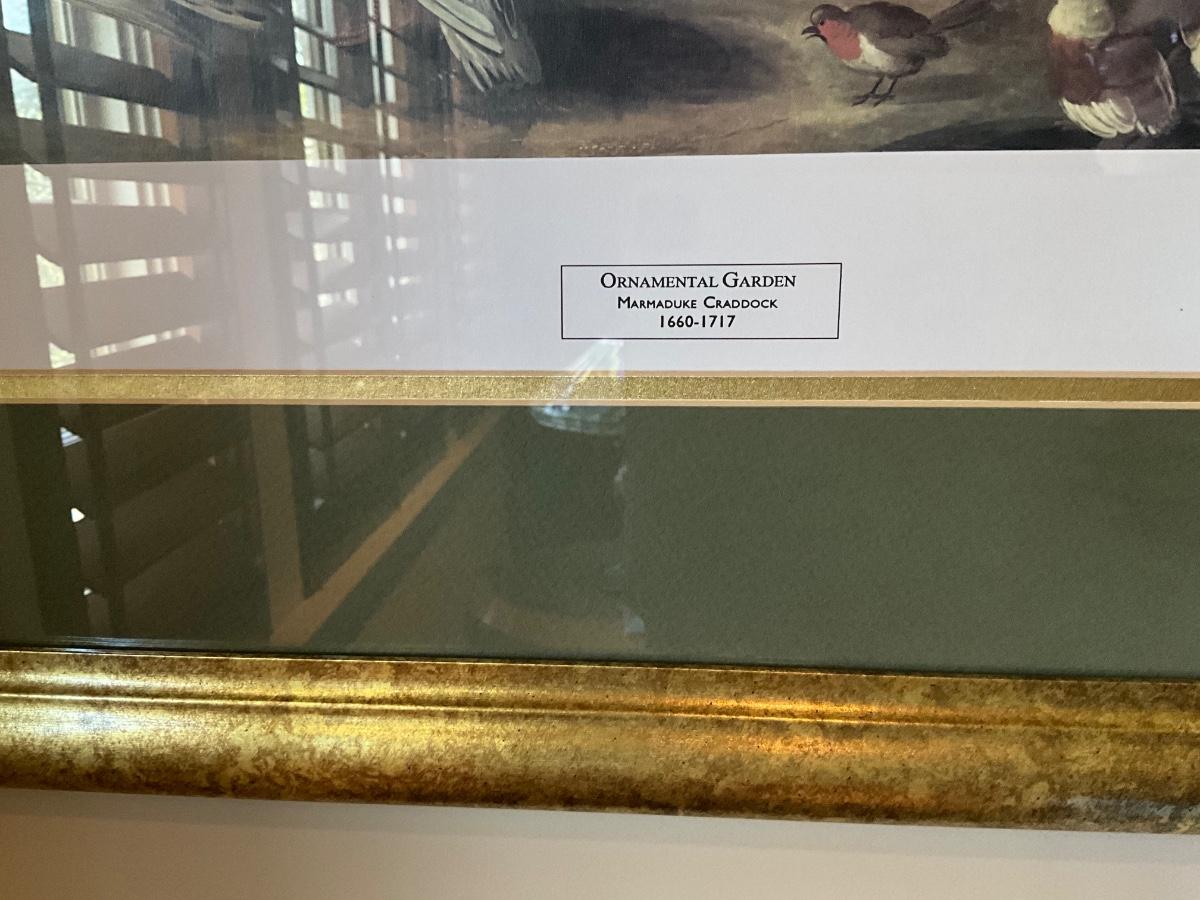 ORNAMENTAL GARDEN
MARMADUKE CRADDOCK
1660-1717